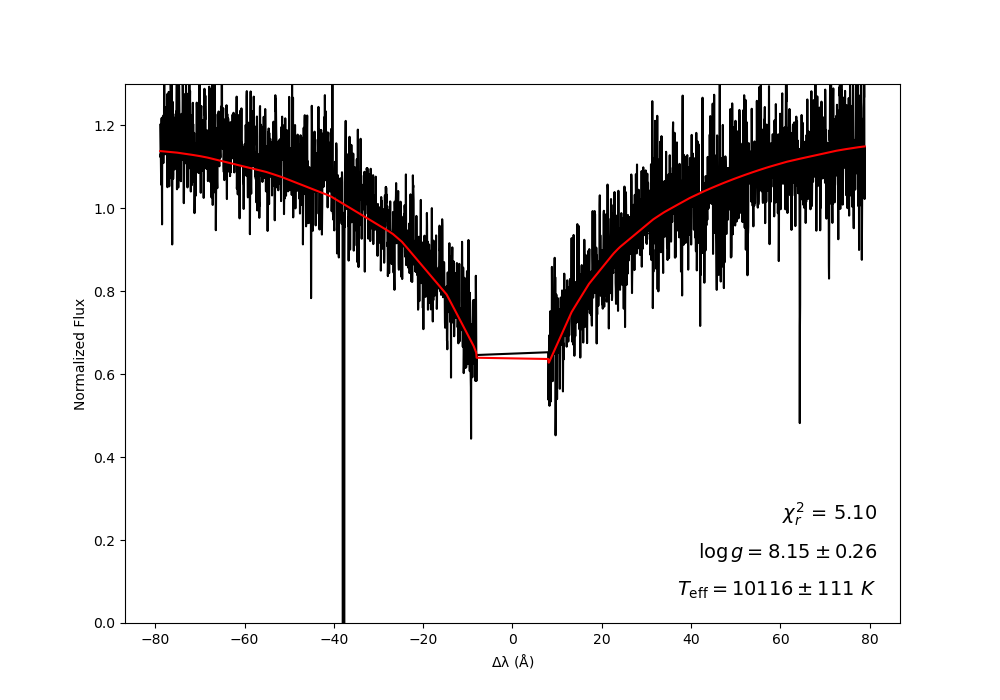 1.2
1.0
0.8
0.6
0.4
0.2
0.0
Normalized Flux
χ²ᵣ = 5.10
log g = 8.15 ± 0.26
T_eff = 10116 ± 111 K
−80 −60 −40 −20 0 20 40 60 80
Δλ (Å)